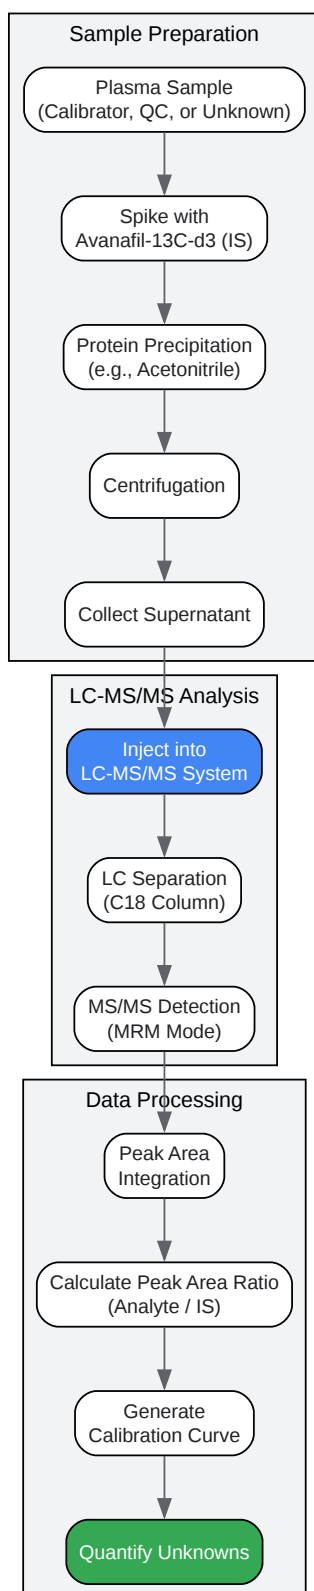 Sample Preparation
Plasma Sample
(Calibrator, QC, or Unknown)
Spike with
Avanafil-13C-d3 (IS)
Protein Precipitation
(e.g., Acetonitrile)
Centrifugation
Collect Supernatant
LC-MS/MS Analysis
Inject into
LC-MS/MS System
LC Separation
(C18 Column)
MS/MS Detection
(MRM Mode)
Data Processing
Peak Area
Integration
Calculate Peak Area Ratio
(Analyte / IS)
Generate
Calibration Curve
Quantify Unknowns